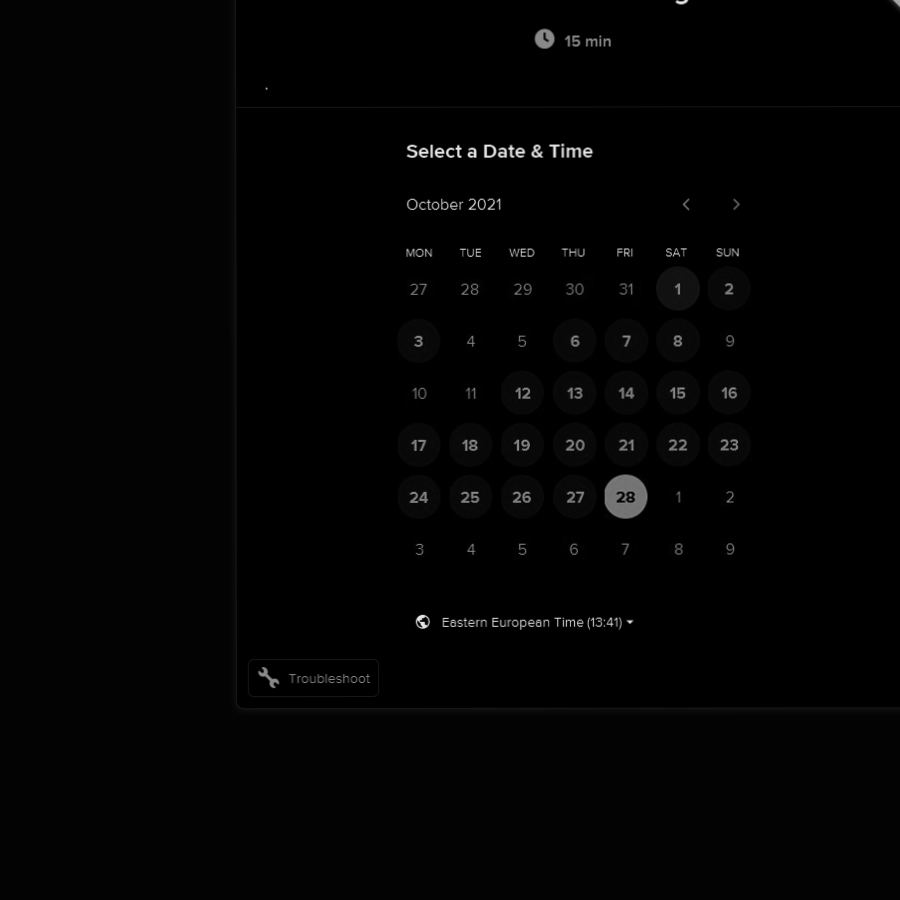 15 min
Select a Date & Time
October 2021
MON TUE WED THU FRI SAT SUN
27 28 29 30 31 1 2
3 4 5 6 7 8 9
10 11 12 13 14 15 16
17 18 19 20 21 22 23
24 25 26 27 28 1 2
3 4 5 6 7 8 9
Eastern European Time (13:41)
Troubleshoot